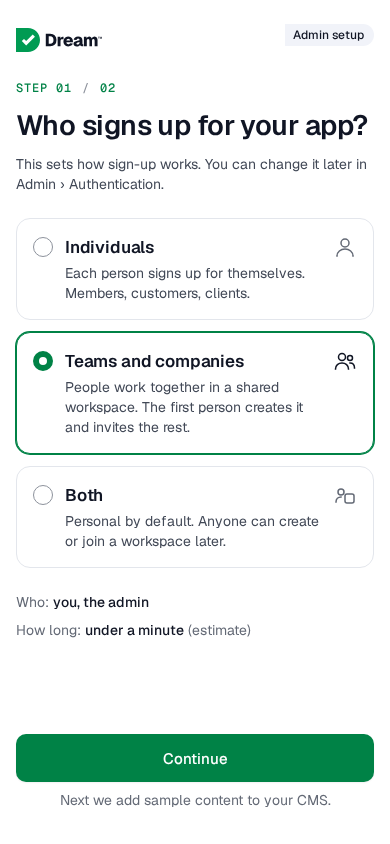 Dream™
Admin setup
STEP 01 / 02
Who signs up for your app?
This sets how sign-up works. You can change it later in
Admin › Authentication.
Individuals
Each person signs up for themselves.
Members, customers, clients.
Teams and companies
People work together in a shared
workspace. The first person creates it
and invites the rest.
Both
Personal by default. Anyone can create
or join a workspace later.
Who: you, the admin
How long: under a minute (estimate)
Continue
Next we add sample content to your CMS.